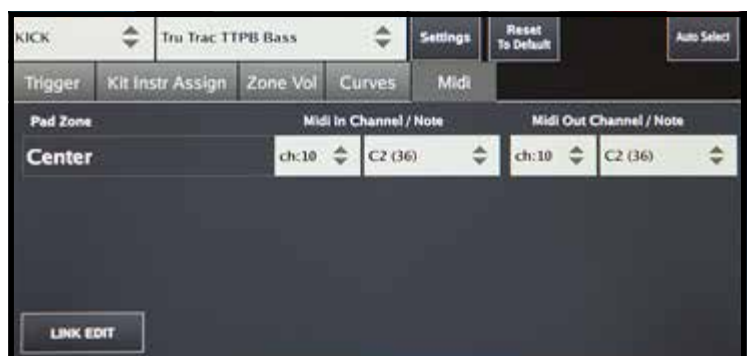 KICK Tru Trac TTPB Bass Settings Reset To Default Auto Select
Trigger Kit Instr Assign Zone Vol Curves Midi
Pad Zone Midi In Channel / Note Midi Out Channel / Note
Center ch:10 C2 (36) ch:10 C2 (36)
LINK EDIT